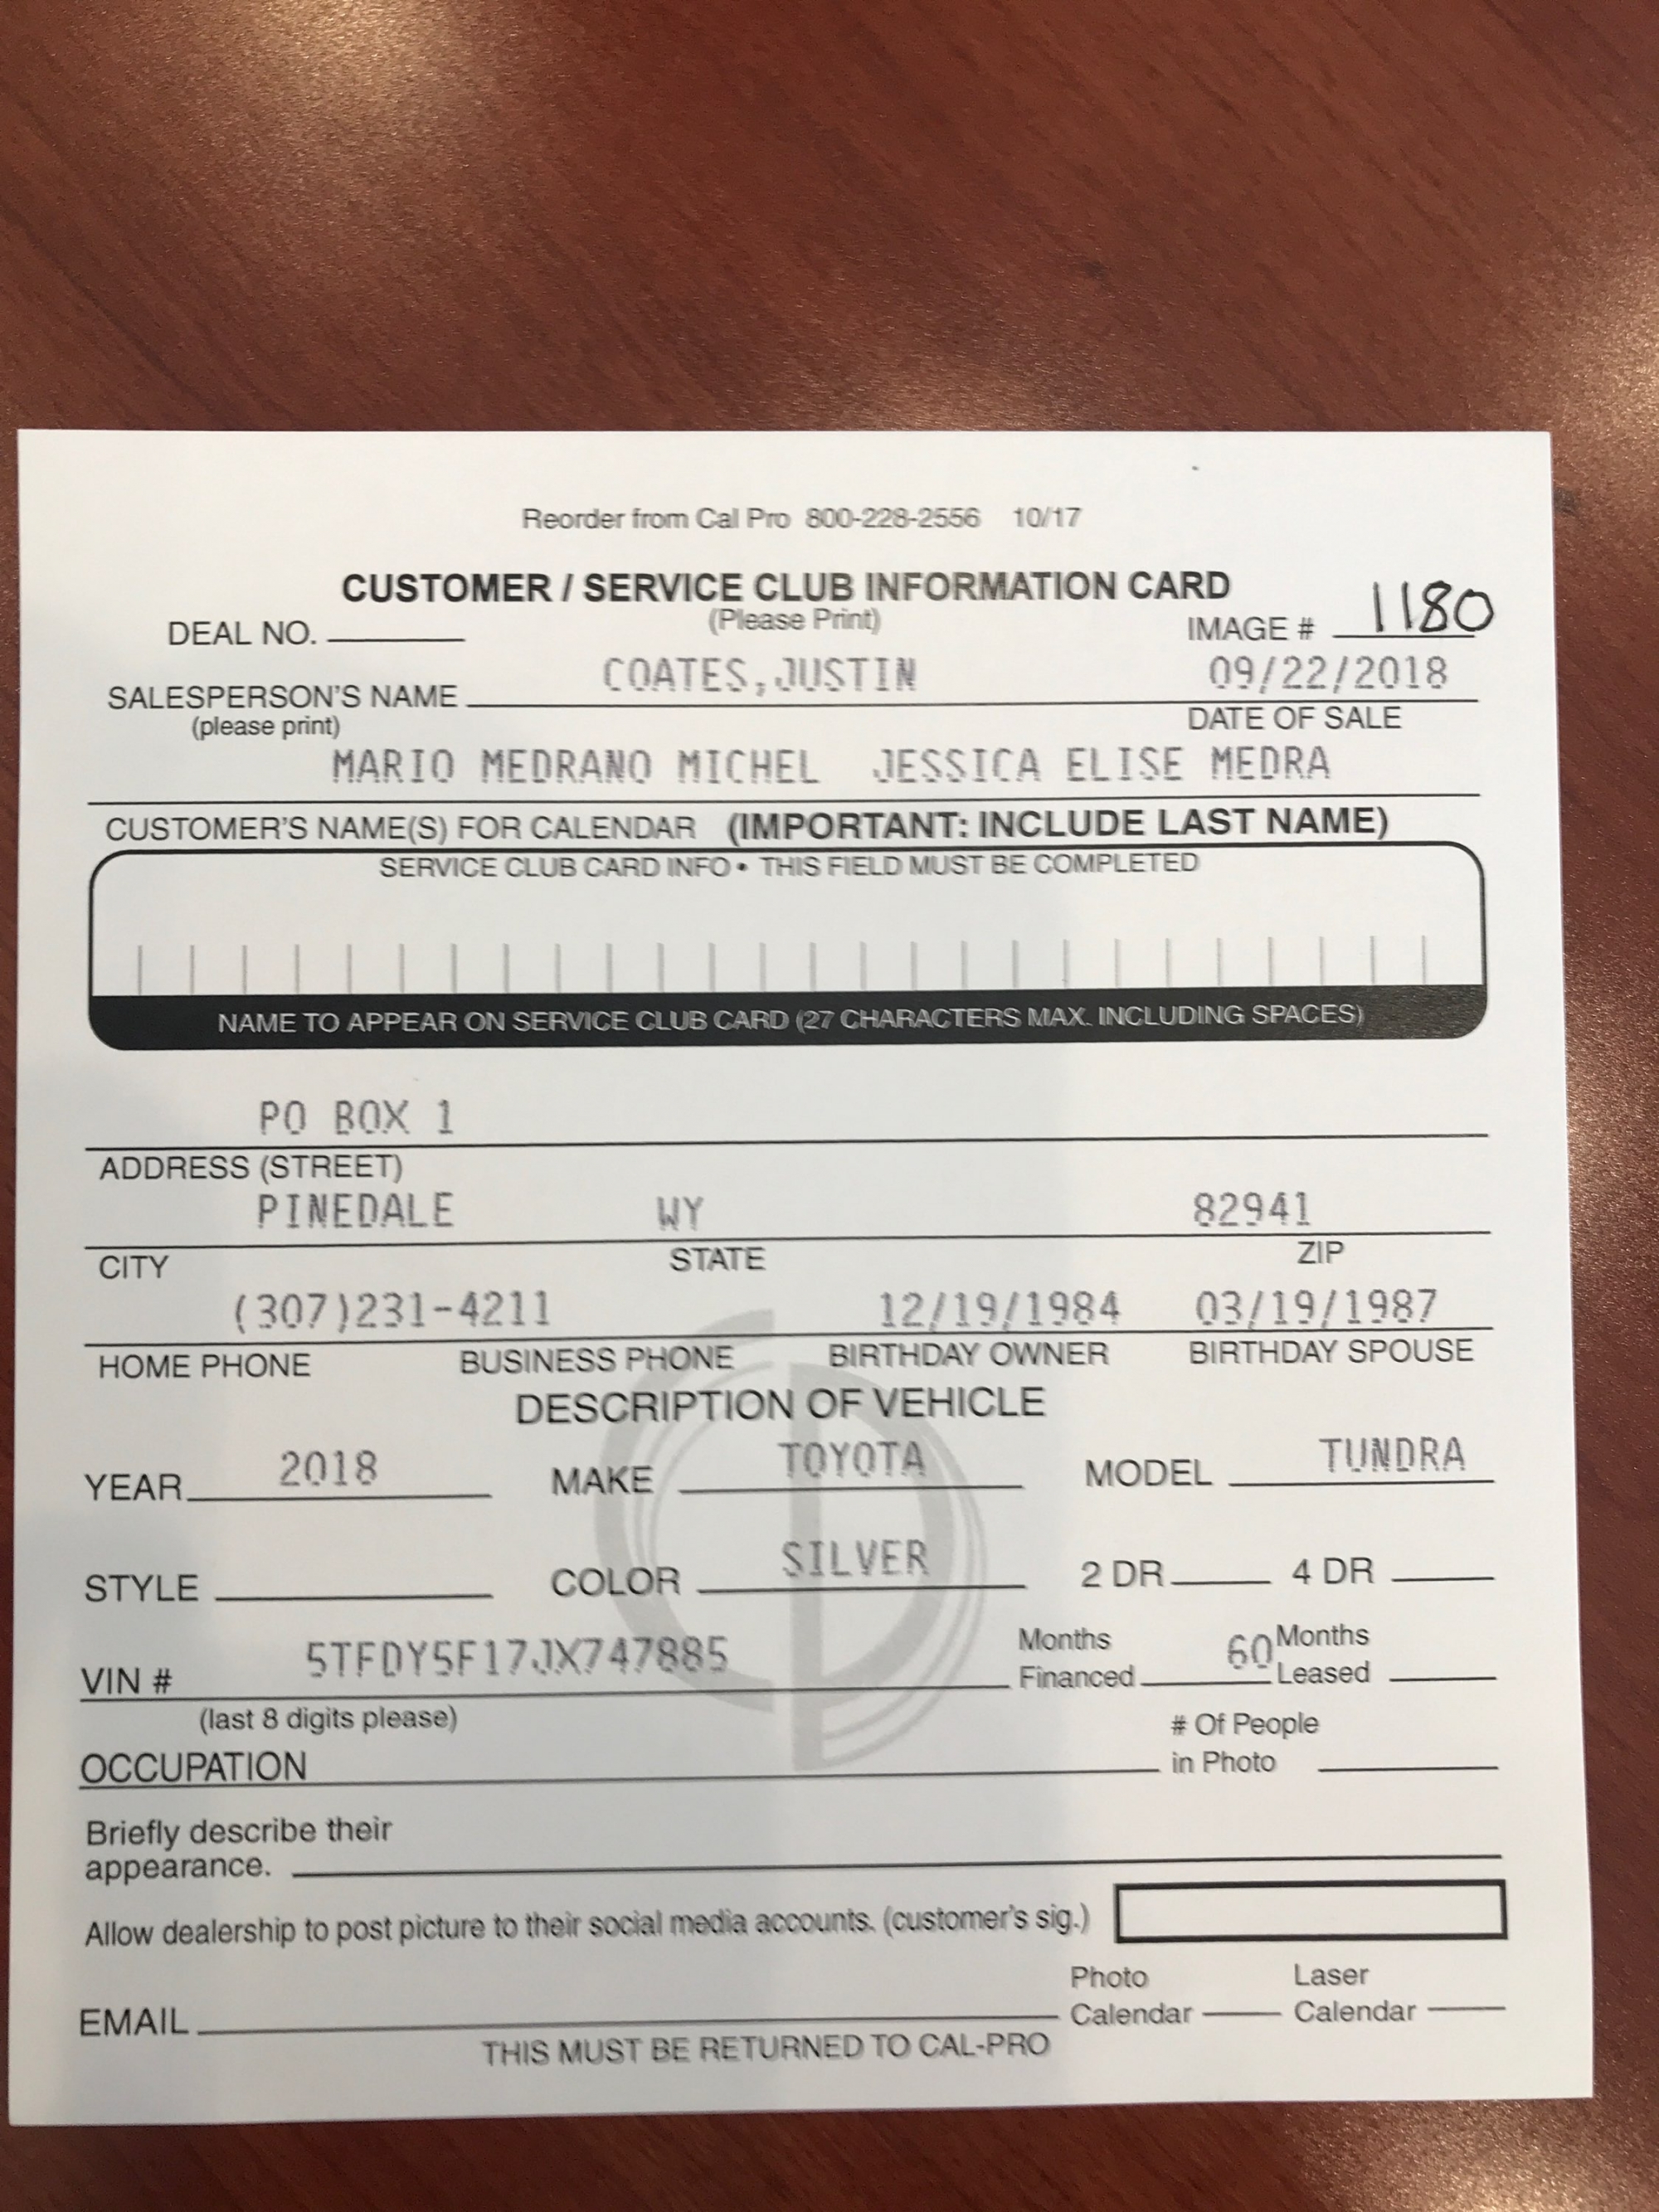 Reorder from Cal Pro 800-228-2556 10/17
CUSTOMER / SERVICE CLUB INFORMATION CARD
(Please Print)
DEAL NO. IMAGE # 1180
COATES,JUSTIN 09/22/2018
SALESPERSON'S NAME
(please print) DATE OF SALE
MARIO MEDRANO MICHEL JESSICA ELISE MEDRA
CUSTOMER'S NAME(S) FOR CALENDAR (IMPORTANT: INCLUDE LAST NAME)
SERVICE CLUB CARD INFO • THIS FIELD MUST BE COMPLETED
NAME TO APPEAR ON SERVICE CLUB CARD (27 CHARACTERS MAX. INCLUDING SPACES)
PO BOX 1
ADDRESS (STREET)
PINEDALE WY 82941
CITY STATE ZIP
(307)231-4211 12/19/1984 03/19/1987
HOME PHONE BUSINESS PHONE BIRTHDAY OWNER BIRTHDAY SPOUSE
DESCRIPTION OF VEHICLE
YEAR 2018 MAKE TOYOTA MODEL TUNDRA
STYLE COLOR SILVER 2 DR 4 DR
VIN # 5TFDY5F17JX747885 Months Financed 60 Months Leased
(last 8 digits please)
OCCUPATION # Of People in Photo
Briefly describe their
appearance.
Allow dealership to post picture to their social media accounts. (customer's sig.)
EMAIL Photo Calendar Laser Calendar
THIS MUST BE RETURNED TO CAL-PRO